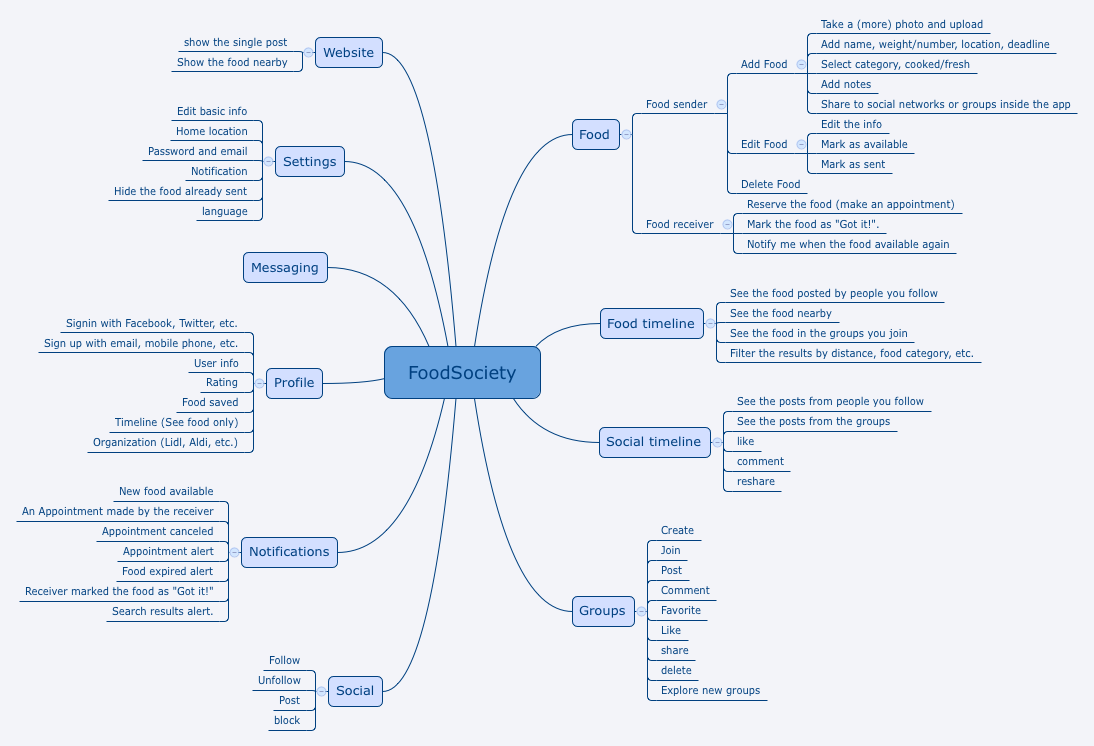 FoodSociety
Website
show the single post
Show the food nearby
Settings
Edit basic info
Home location
Password and email
Notification
Hide the food already sent
language
Messaging
Profile
Signin with Facebook, Twitter, etc.
Sign up with email, mobile phone, etc.
User info
Rating
Food saved
Timeline (See food only)
Organization (Lidl, Aldi, etc.)
Notifications
New food available
An Appointment made by the receiver
Appointment canceled
Appointment alert
Food expired alert
Receiver marked the food as "Got it!"
Search results alert.
Social
Follow
Unfollow
Post
block
Food
Food sender
Add Food
Take a (more) photo and upload
Add name, weight/number, location, deadline
Select category, cooked/fresh
Add notes
Share to social networks or groups inside the app
Edit Food
Edit the info
Mark as available
Mark as sent
Delete Food
Food receiver
Reserve the food (make an appointment)
Mark the food as "Got it!".
Notify me when the food available again
Food timeline
See the food posted by people you follow
See the food nearby
See the food in the groups you join
Filter the results by distance, food category, etc.
Social timeline
See the posts from people you follow
See the posts from the groups
like
comment
reshare
Groups
Create
Join
Post
Comment
Favorite
Like
share
delete
Explore new groups